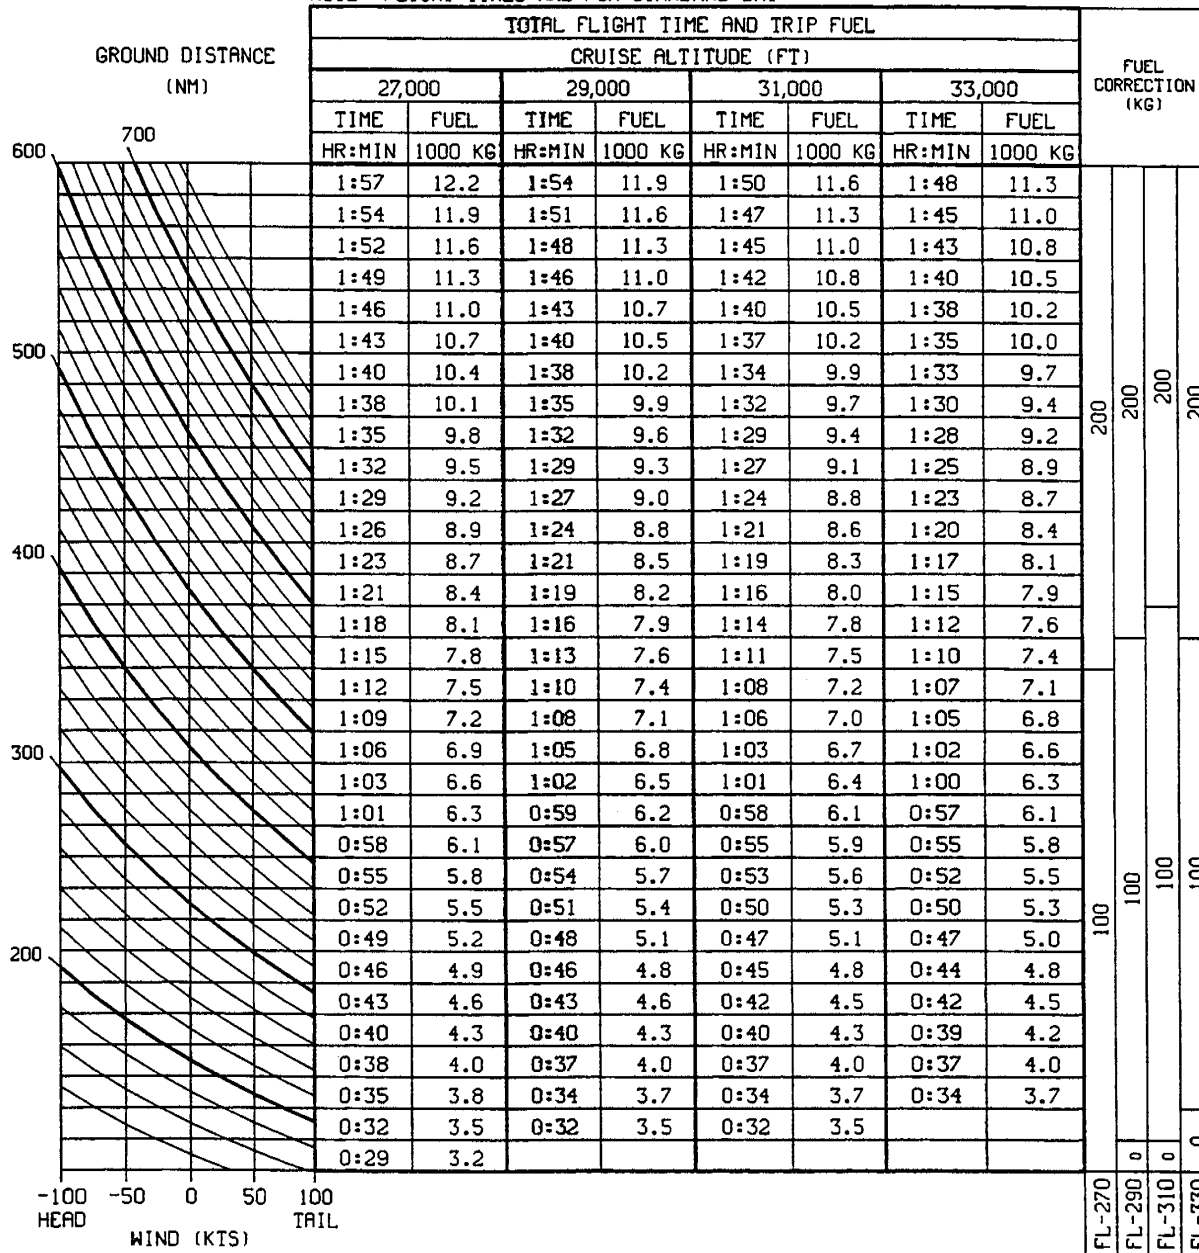 TOTAL FLIGHT TIME AND TRIP FUEL
GROUND DISTANCE
(NM)
CRUISE ALTITUDE (FT)
FUEL
CORRECTION
(KG)
27,000 29,000 31,000 33,000
TIME FUEL TIME FUEL TIME FUEL TIME FUEL
HR:MIN 1000 KG HR:MIN 1000 KG HR:MIN 1000 KG HR:MIN 1000 KG
700
600
1:57 12.2 1:54 11.9 1:50 11.6 1:48 11.3
1:54 11.9 1:51 11.6 1:47 11.3 1:45 11.0
1:52 11.6 1:48 11.3 1:45 11.0 1:43 10.8
1:49 11.3 1:46 11.0 1:42 10.8 1:40 10.5
1:46 11.0 1:43 10.7 1:40 10.5 1:38 10.2
500 1:43 10.7 1:40 10.5 1:37 10.2 1:35 10.0
1:40 10.4 1:38 10.2 1:34 9.9 1:33 9.7
1:38 10.1 1:35 9.9 1:32 9.7 1:30 9.4
200 200 200 200
1:35 9.8 1:32 9.6 1:29 9.4 1:28 9.2
1:32 9.5 1:29 9.3 1:27 9.1 1:25 8.9
1:29 9.2 1:27 9.0 1:24 8.8 1:23 8.7
1:26 8.9 1:24 8.8 1:21 8.6 1:20 8.4
400 1:23 8.7 1:21 8.5 1:19 8.3 1:17 8.1
1:21 8.4 1:19 8.2 1:16 8.0 1:15 7.9
1:18 8.1 1:16 7.9 1:14 7.8 1:12 7.6
1:15 7.8 1:13 7.6 1:11 7.5 1:10 7.4
1:12 7.5 1:10 7.4 1:08 7.2 1:07 7.1
1:09 7.2 1:08 7.1 1:06 7.0 1:05 6.8
300 1:06 6.9 1:05 6.8 1:03 6.7 1:02 6.6
1:03 6.6 1:02 6.5 1:01 6.4 1:00 6.3
1:01 6.3 0:59 6.2 0:58 6.1 0:57 6.1
0:58 6.1 0:57 6.0 0:55 5.9 0:55 5.8
0:55 5.8 0:54 5.7 0:53 5.6 0:52 5.5
100 100 100 100
0:52 5.5 0:51 5.4 0:50 5.3 0:50 5.3
0:49 5.2 0:48 5.1 0:47 5.1 0:47 5.0
200 0:46 4.9 0:46 4.8 0:45 4.8 0:44 4.8
0:43 4.6 0:43 4.6 0:42 4.5 0:42 4.5
0:40 4.3 0:40 4.3 0:40 4.3 0:39 4.2
0:38 4.0 0:37 4.0 0:37 4.0 0:37 4.0
0:35 3.8 0:34 3.7 0:34 3.7 0:34 3.7
0:32 3.5 0:32 3.5 0:32 3.5
0:29 3.2
0 0 0
-100 -50 0 50 100
HEAD TAIL
WIND (KTS)
FL-270 FL-290 FL-310 FL-330